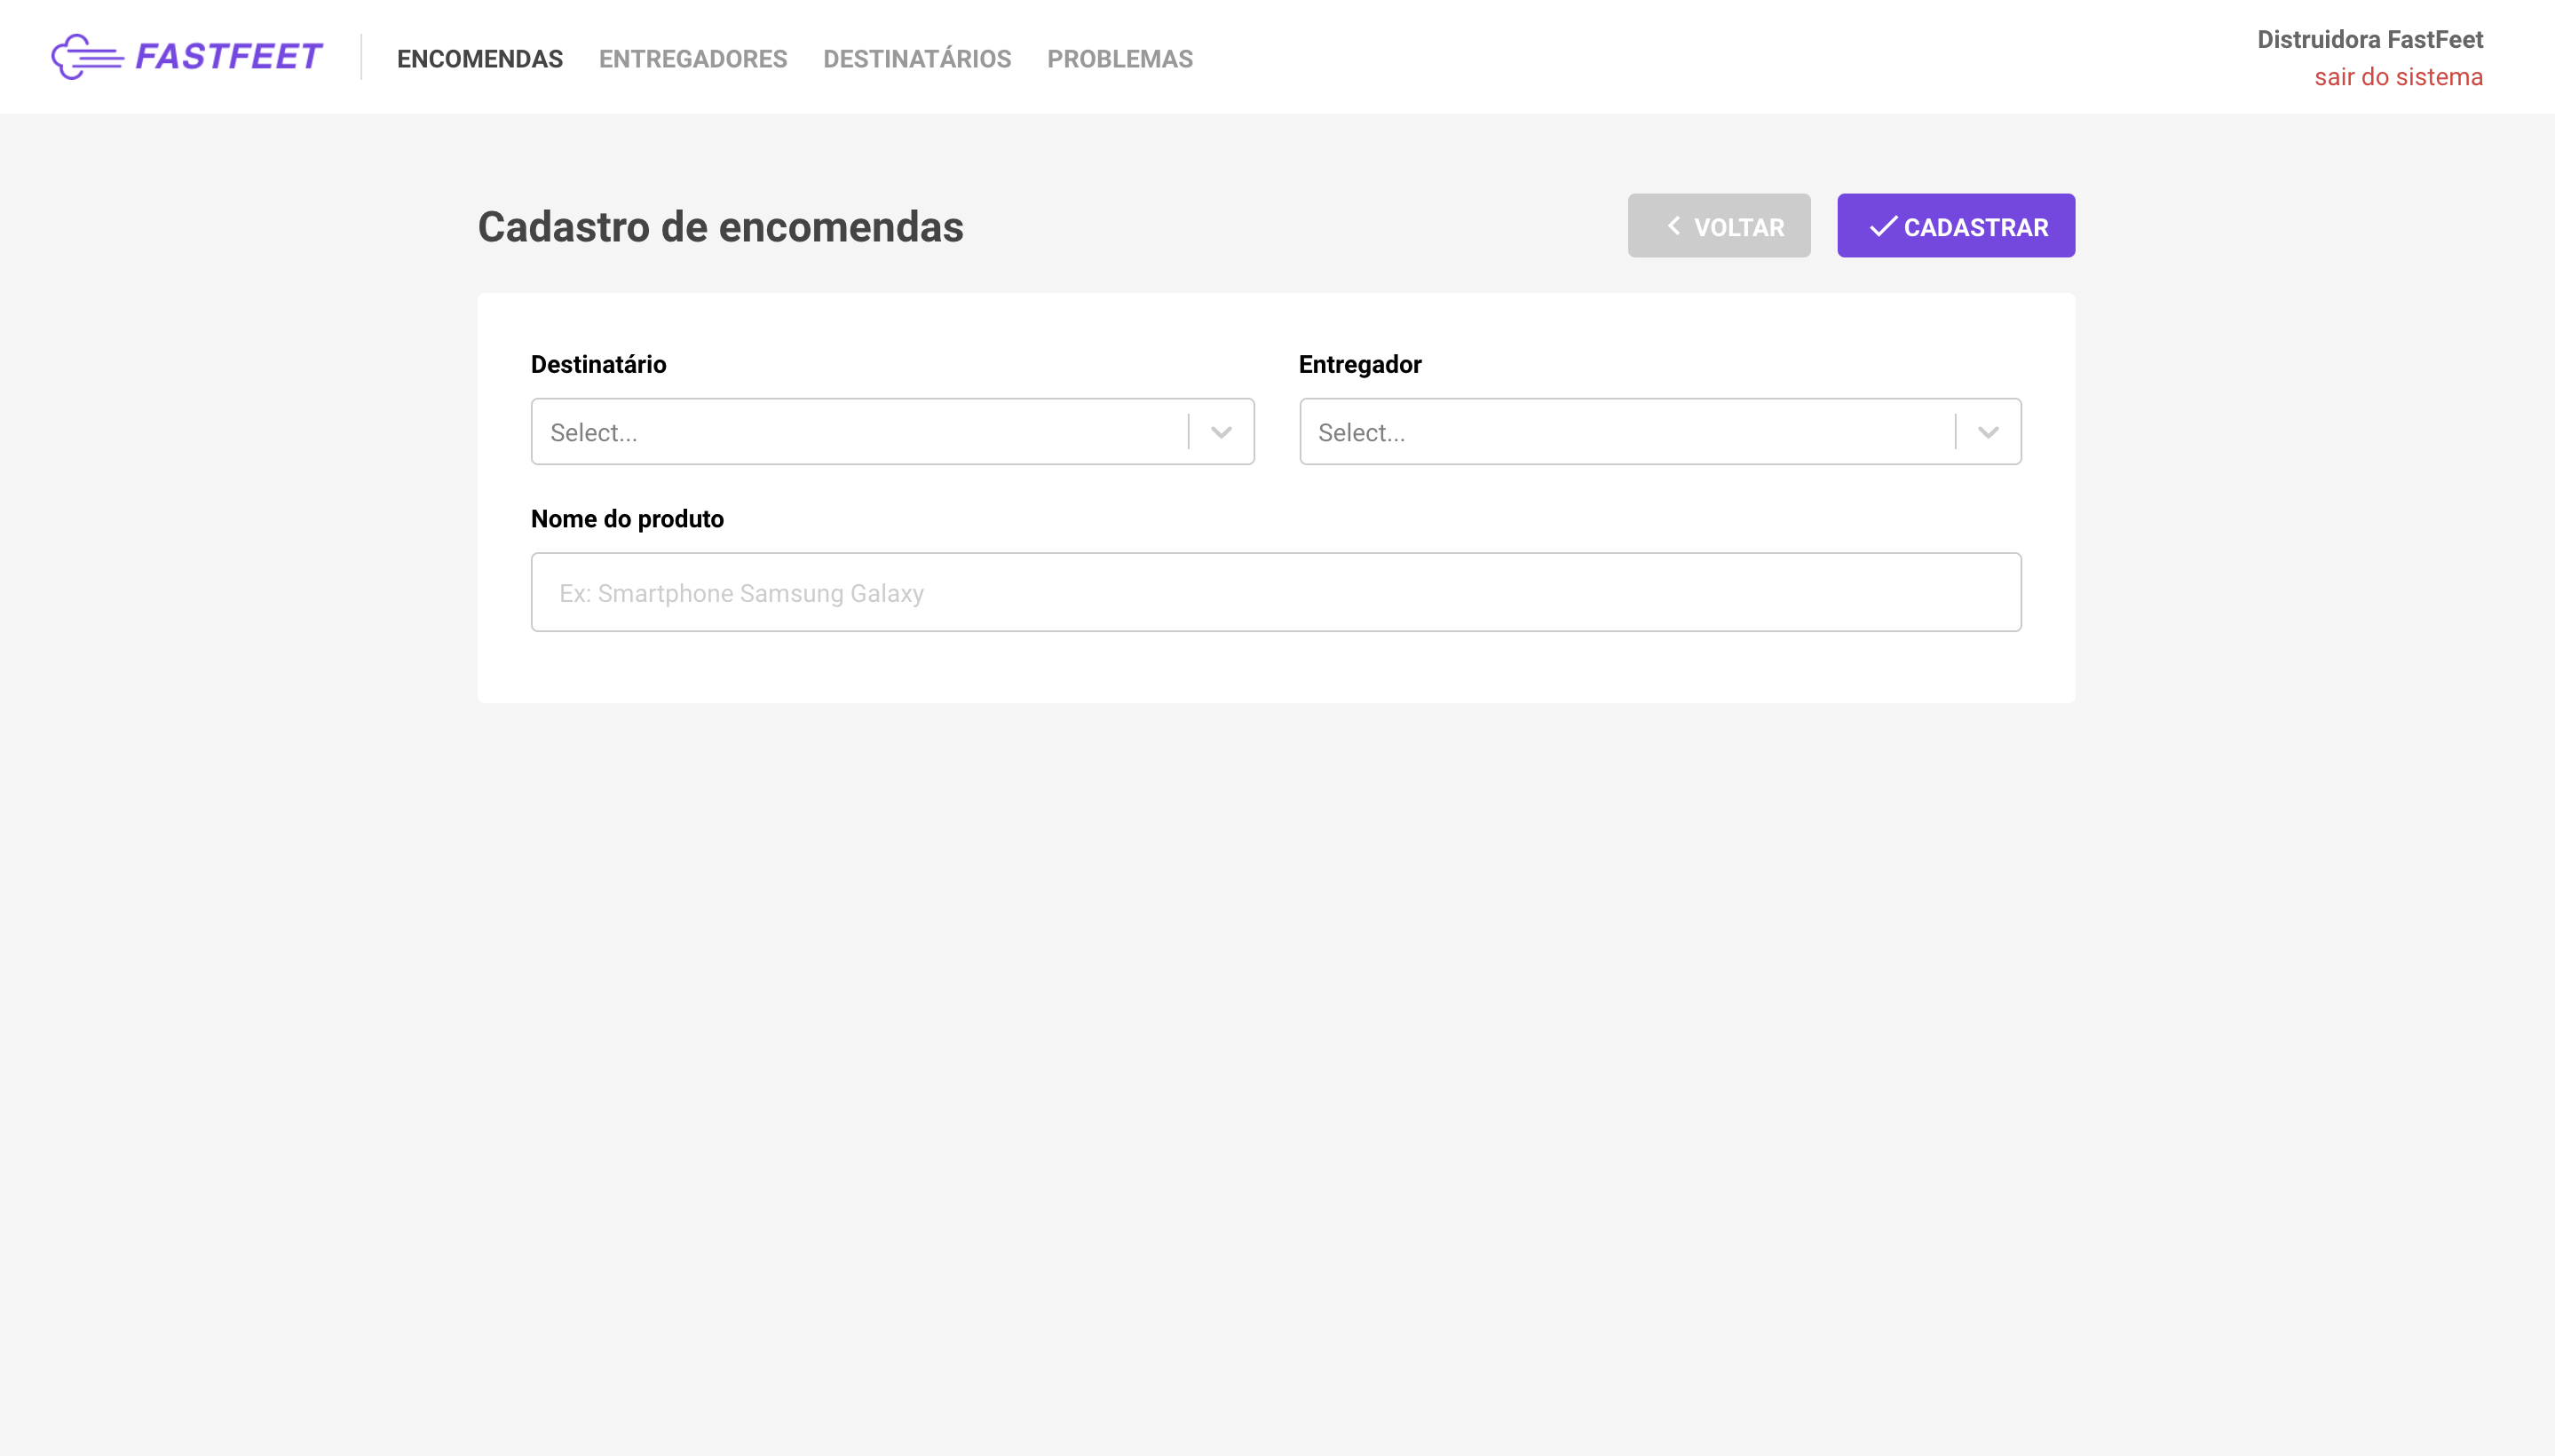 FASTFEET
ENCOMENDAS ENTREGADORES DESTINATÁRIOS PROBLEMAS
Distruidora FastFeet
sair do sistema
Cadastro de encomendas
VOLTAR
CADASTRAR
Destinatário
Entregador
Select...
Select...
Nome do produto
Ex: Smartphone Samsung Galaxy